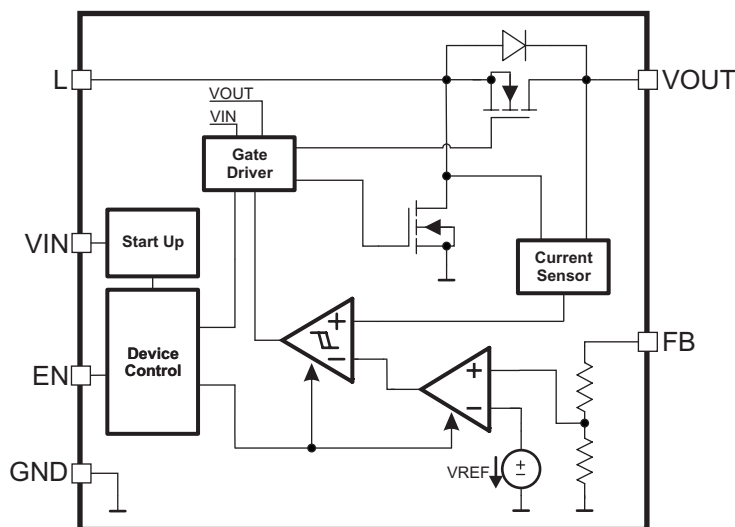 L
VOUT
VOUT
VIN
Gate
Driver
VIN
Start Up
Current
Sensor
+
−
FB
EN
Device
Control
+
−
GND
VREF
+
−